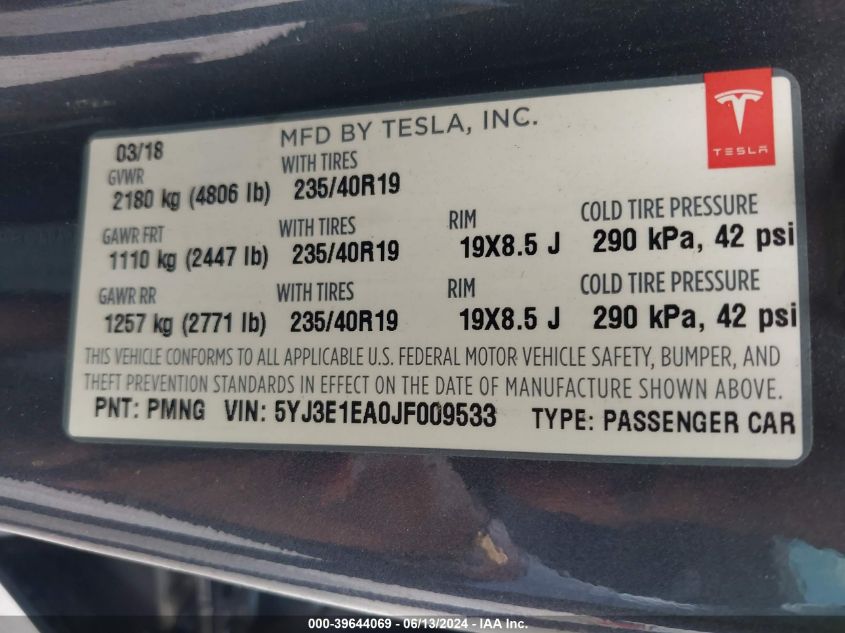 MFD BY TESLA, INC.
TESLA
03/18
GVWR WITH TIRES
2180 kg (4806 lb) 235/40R19
GAWR FRT WITH TIRES RIM COLD TIRE PRESSURE
1110 kg (2447 lb) 235/40R19 19X8.5 J 290 kPa, 42 psi
GAWR RR WITH TIRES RIM COLD TIRE PRESSURE
1257 kg (2771 lb) 235/40R19 19X8.5 J 290 kPa, 42 psi
THIS VEHICLE CONFORMS TO ALL APPLICABLE U.S. FEDERAL MOTOR VEHICLE SAFETY, BUMPER, AND
THEFT PREVENTION STANDARDS IN EFFECT ON THE DATE OF MANUFACTURE SHOWN ABOVE.
PNT: PMNG VIN: 5YJ3E1EA0JF009533 TYPE: PASSENGER CAR
000-39644069 - 06/13/2024 - IAA Inc.